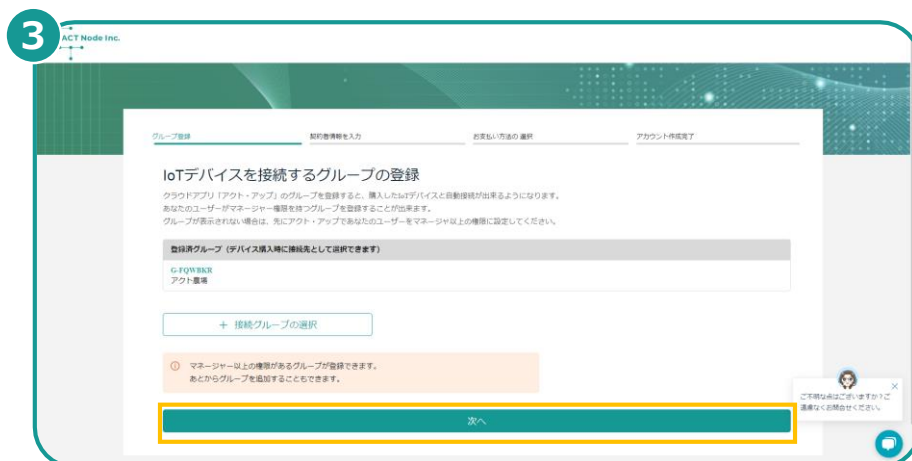 3
ACT Node Inc.
グループ登録
契約者情報を入力
お支払い方法の 選択
アカウント作成完了
IoTデバイスを接続するグループの登録
クラウドアプリ「アクト・アップ」のグループを登録すると、購入したIoTデバイスと自動接続が出来るようになります。
あなたのユーザーがマネージャー権限を持つグループを登録することが出来ます。
グループが表示されない場合は、先にアクト・アップであなたのユーザーをマネージャ以上の権限に設定してください。
登録済グループ（デバイス購入時に接続先として選択できます）
G-FQWBKR
アクト農場
＋ 接続グループの選択
マネージャー以上の権限があるグループが登録できます。
あとからグループを追加することもできます。
次へ
ご不明な点はございますか？ご
遠慮なくお問合せください。